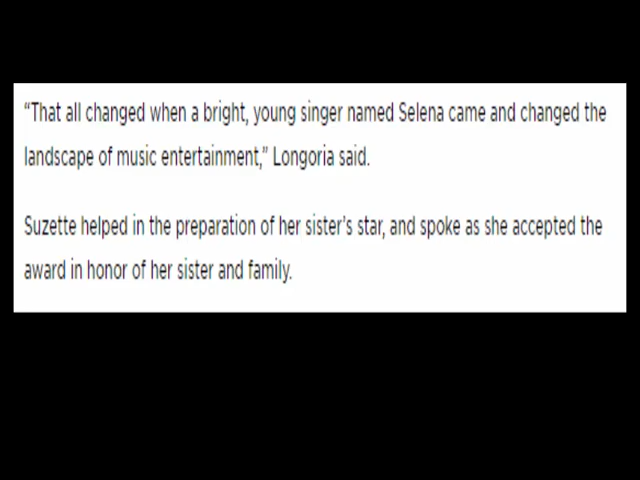 “That all changed when a bright, young singer named Selena came and changed the
landscape of music entertainment,” Longoria said.
Suzette helped in the preparation of her sister’s star, and spoke as she accepted the
award in honor of her sister and family.